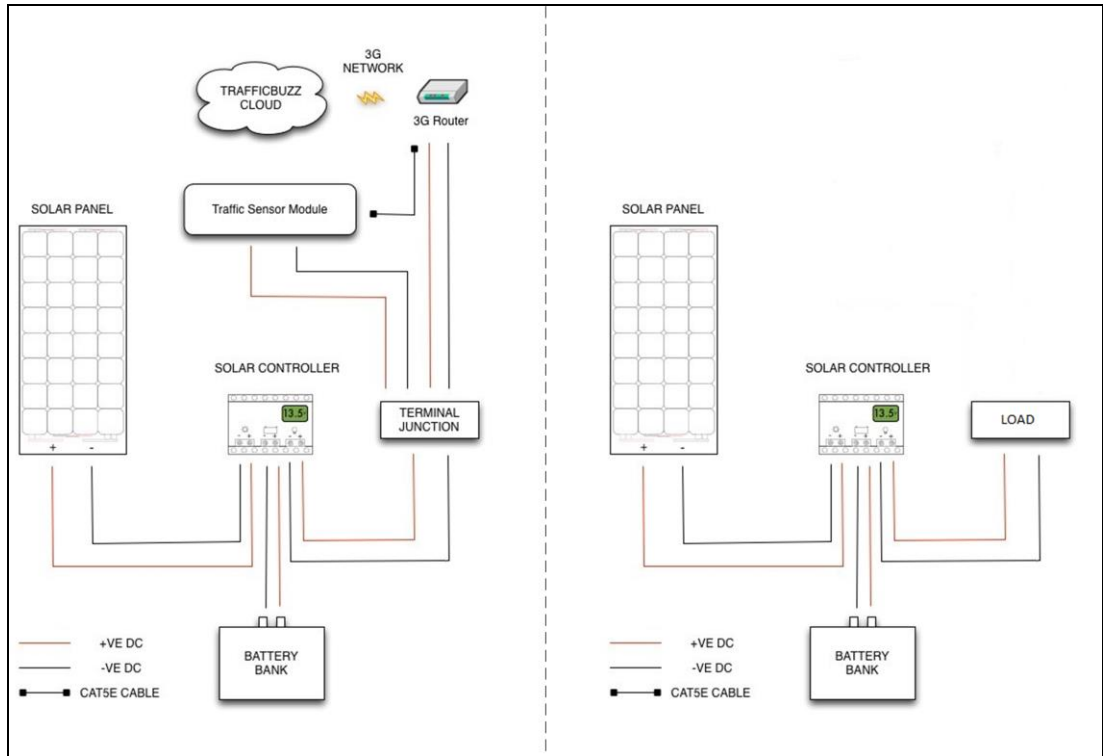 3G
NETWORK
TRAFFICBUZZ
CLOUD
3G Router
SOLAR PANEL
Traffic Sensor Module
SOLAR CONTROLLER
13.5
TERMINAL
JUNCTION
+ -
- + - + - +
BATTERY
BANK
+VE DC
-VE DC
CAT5E CABLE
SOLAR PANEL
SOLAR CONTROLLER
13.5
LOAD
+ -
- + - + - +
BATTERY
BANK
+VE DC
-VE DC
CAT5E CABLE